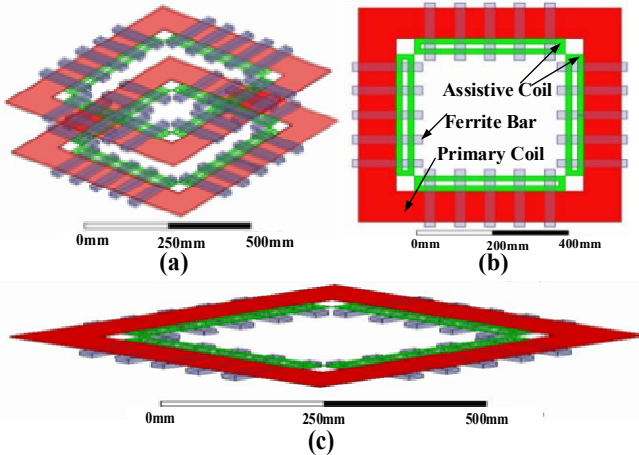 0mm 250mm 500mm
(a)
Assistive Coil
Ferrite Bar
Primary Coil
0mm 200mm 400mm
(b)
0mm 250mm 500mm
(c)